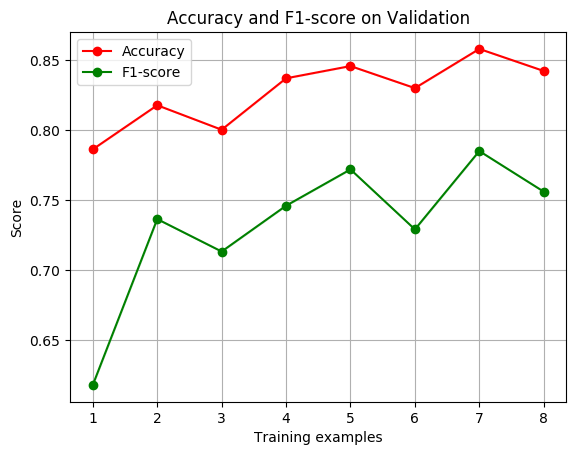 Accuracy and F1-score on Validation
Accuracy
F1-score
0.85
0.80
0.75
0.70
0.65
Score
1 2 3 4 5 6 7 8
Training examples